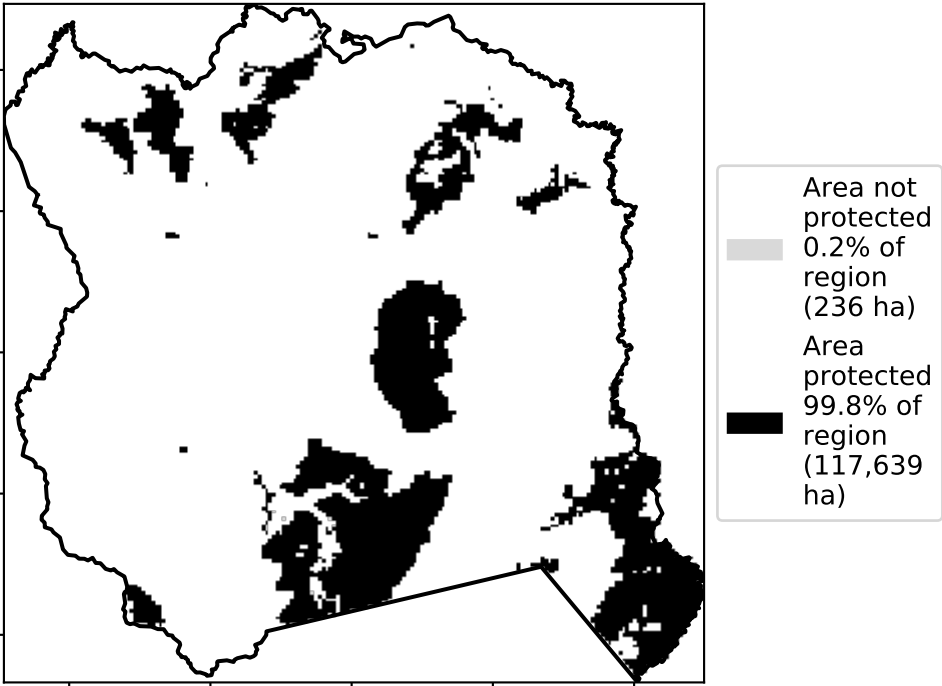 Area not
protected
0.2% of
region
(236 ha)
Area
protected
99.8% of
region
(117,639
ha)